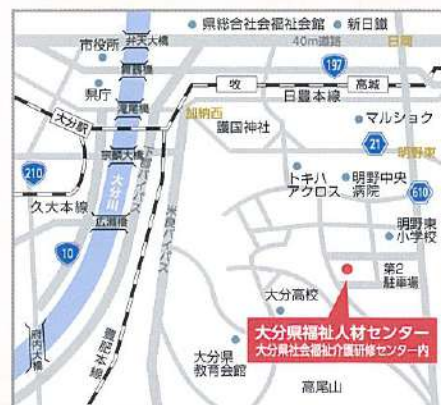 県総合社会福祉会館
新日鐵
市役所
弁天大橋
40m道路
日岡
舞鶴橋
197
牧
高城
県庁
日豊本線
滝尾橋
加納西
マルショク
大分駅
護国神社
21
宗麟大橋
明野東
210
大分川
トキハ
アクロス
明野中央
病院
610
久大本線
米良バイパス
広瀬橋
明野東
小学校
10
第2
駐車場
大分高校
大分県福祉人材センター
大分県社会福祉介護研修センター内
府内大橋
豊肥本線
大分県
教育会館
高尾山